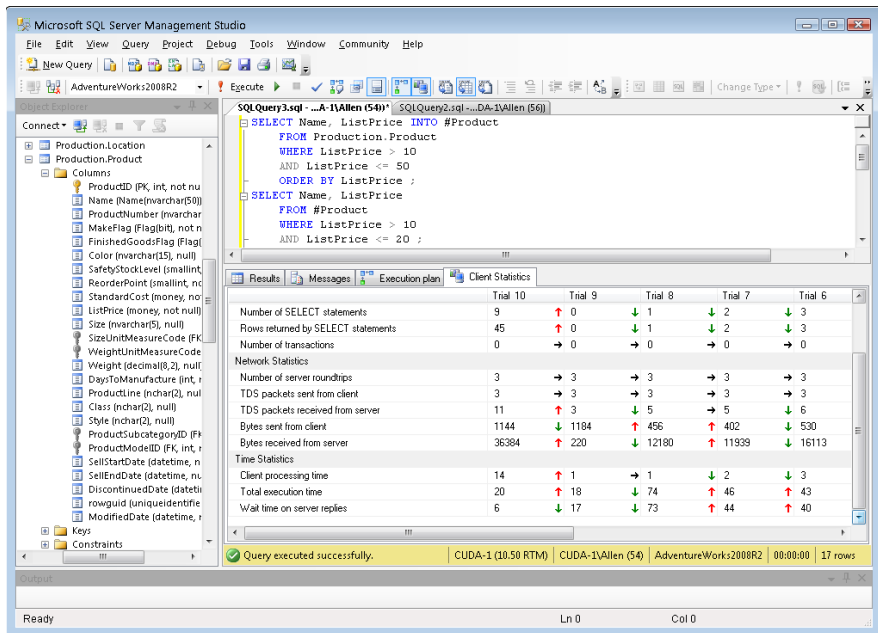 Microsoft SQL Server Management Studio
File Edit View Query Project Debug Tools Window Community Help
New Query
AdventureWorks2008R2 Execute Change Type
Object Explorer
Connect
Production.Location
Production.Product
Columns
ProductID (PK, int, not nu
Name (Name(nvarchar(50))
ProductNumber (nvarchar
MakeFlag (Flag(bit), not n
FinishedGoodsFlag (Flag(
Color (nvarchar(15), null)
SafetyStockLevel (smallint,
ReorderPoint (smallint, no
StandardCost (money, no
ListPrice (money, not null)
Size (nvarchar(5), null)
SizeUnitMeasureCode (FK
WeightUnitMeasureCode
Weight (decimal(8,2), null
DaysToManufacture (int, r
ProductLine (nchar(2), nul
Class (nchar(2), null)
Style (nchar(2), null)
ProductSubcategoryID (FK
ProductModelID (FK, int, r
SellStartDate (datetime, n
SellEndDate (datetime, nu
DiscontinuedDate (datetin
rowguid (uniqueidentifie
ModifiedDate (datetime, r
Keys
Constraints
SQLQuery3.sql - ...A-1\Allen (54))* SQLQuery2.sql -...DA-1\Allen (56))
SELECT Name, ListPrice INTO #Product
FROM Production.Product
WHERE ListPrice > 10
AND ListPrice <= 50
ORDER BY ListPrice ;
SELECT Name, ListPrice
FROM #Product
WHERE ListPrice > 10
AND ListPrice <= 20 ;
Results Messages Execution plan Client Statistics
Trial 10 Trial 9 Trial 8 Trial 7 Trial 6
Number of SELECT statements 9 ↑ 0 ↓ 1 ↓ 2 ↓ 3
Rows returned by SELECT statements 45 ↑ 0 ↓ 1 ↓ 2 ↓ 3
Number of transactions 0 → 0 → 0 → 0 → 0
Network Statistics
Number of server roundtrips 3 → 3 → 3 → 3 → 3
TDS packets sent from client 3 → 3 → 3 → 3 → 3
TDS packets received from server 11 ↑ 3 ↓ 5 → 5 ↓ 6
Bytes sent from client 1144 ↓ 1184 ↑ 456 ↑ 402 ↓ 530
Bytes received from server 36384 ↑ 220 ↓ 12180 ↑ 11939 ↓ 16113
Time Statistics
Client processing time 14 ↑ 1 → 1 ↓ 2 ↓ 3
Total execution time 20 ↑ 18 ↓ 74 ↑ 46 ↑ 43
Wait time on server replies 6 ↓ 17 ↓ 73 ↑ 44 ↑ 40
Query executed successfully. CUDA-1 (10.50 RTM) CUDA-1\Allen (54) AdventureWorks2008R2 00:00:00 17 rows
Output
Ready Ln 0 Col 0